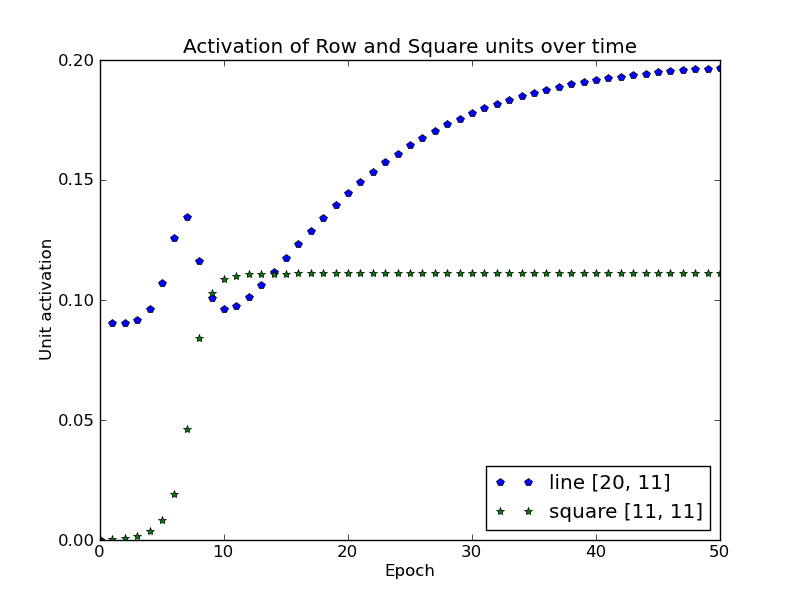 Activation of Row and Square units over time
0.20
0.15
0.10
0.05
0.00
Unit activation
line [20, 11]
square [11, 11]
0 10 20 30 40 50
Epoch